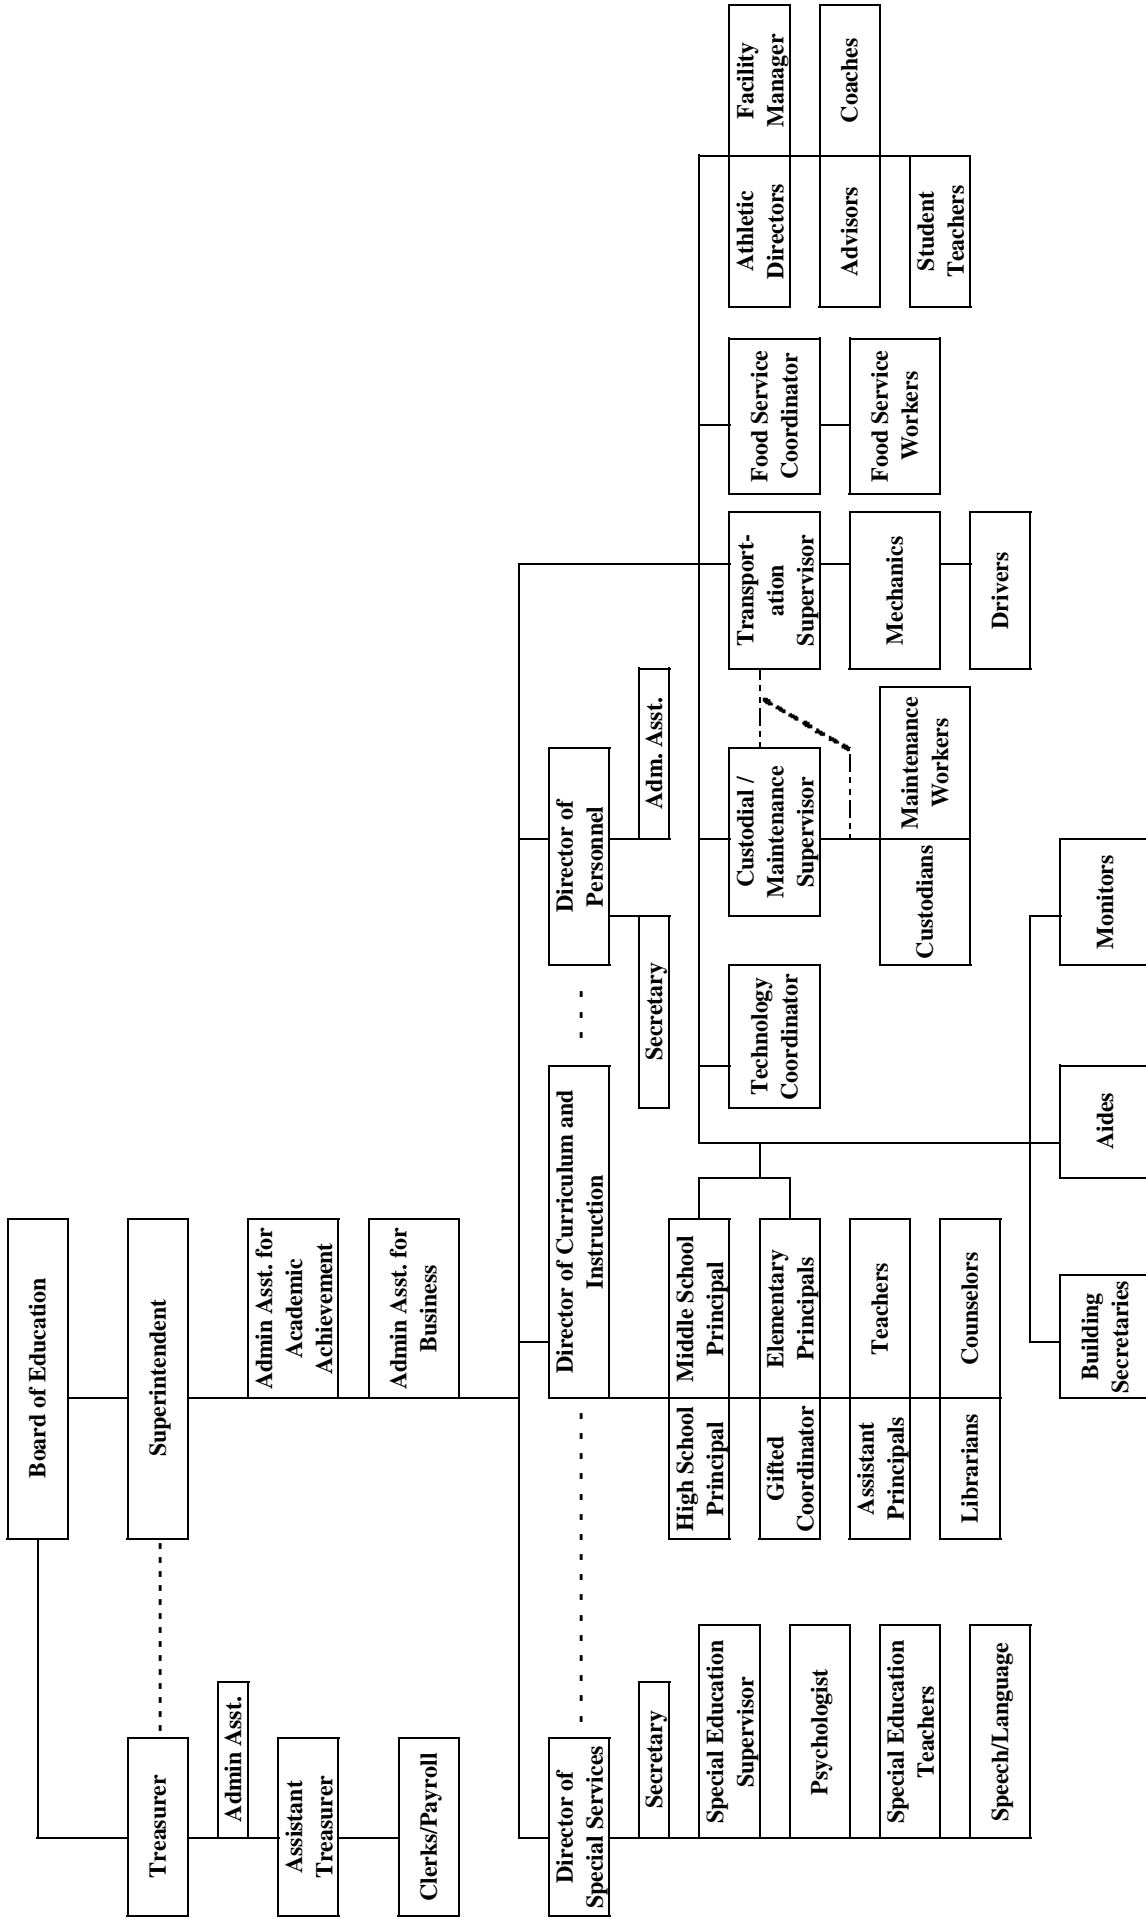 Board of Education
Treasurer
Superintendent
Admin Asst.
Admin Asst. for
Academic
Achievement
Assistant
Treasurer
Admin Asst. for
Business
Clerks/Payroll
Director of
Special Services
Director of Curriculum and
Instruction
Director of
Personnel
Secretary
Secretary
Adm. Asst.
Special Education
Supervisor
Psychologist
Special Education
Teachers
Speech/Language
High School
Principal
Middle School
Principal
Gifted
Coordinator
Elementary
Principals
Assistant
Principals
Teachers
Librarians
Counselors
Technology
Coordinator
Custodial /
Maintenance
Supervisor
Custodians
Maintenance
Workers
Transport-
ation
Supervisor
Mechanics
Drivers
Food Service
Coordinator
Food Service
Workers
Athletic
Directors
Facility
Manager
Advisors
Coaches
Student
Teachers
Building
Secretaries
Aides
Monitors